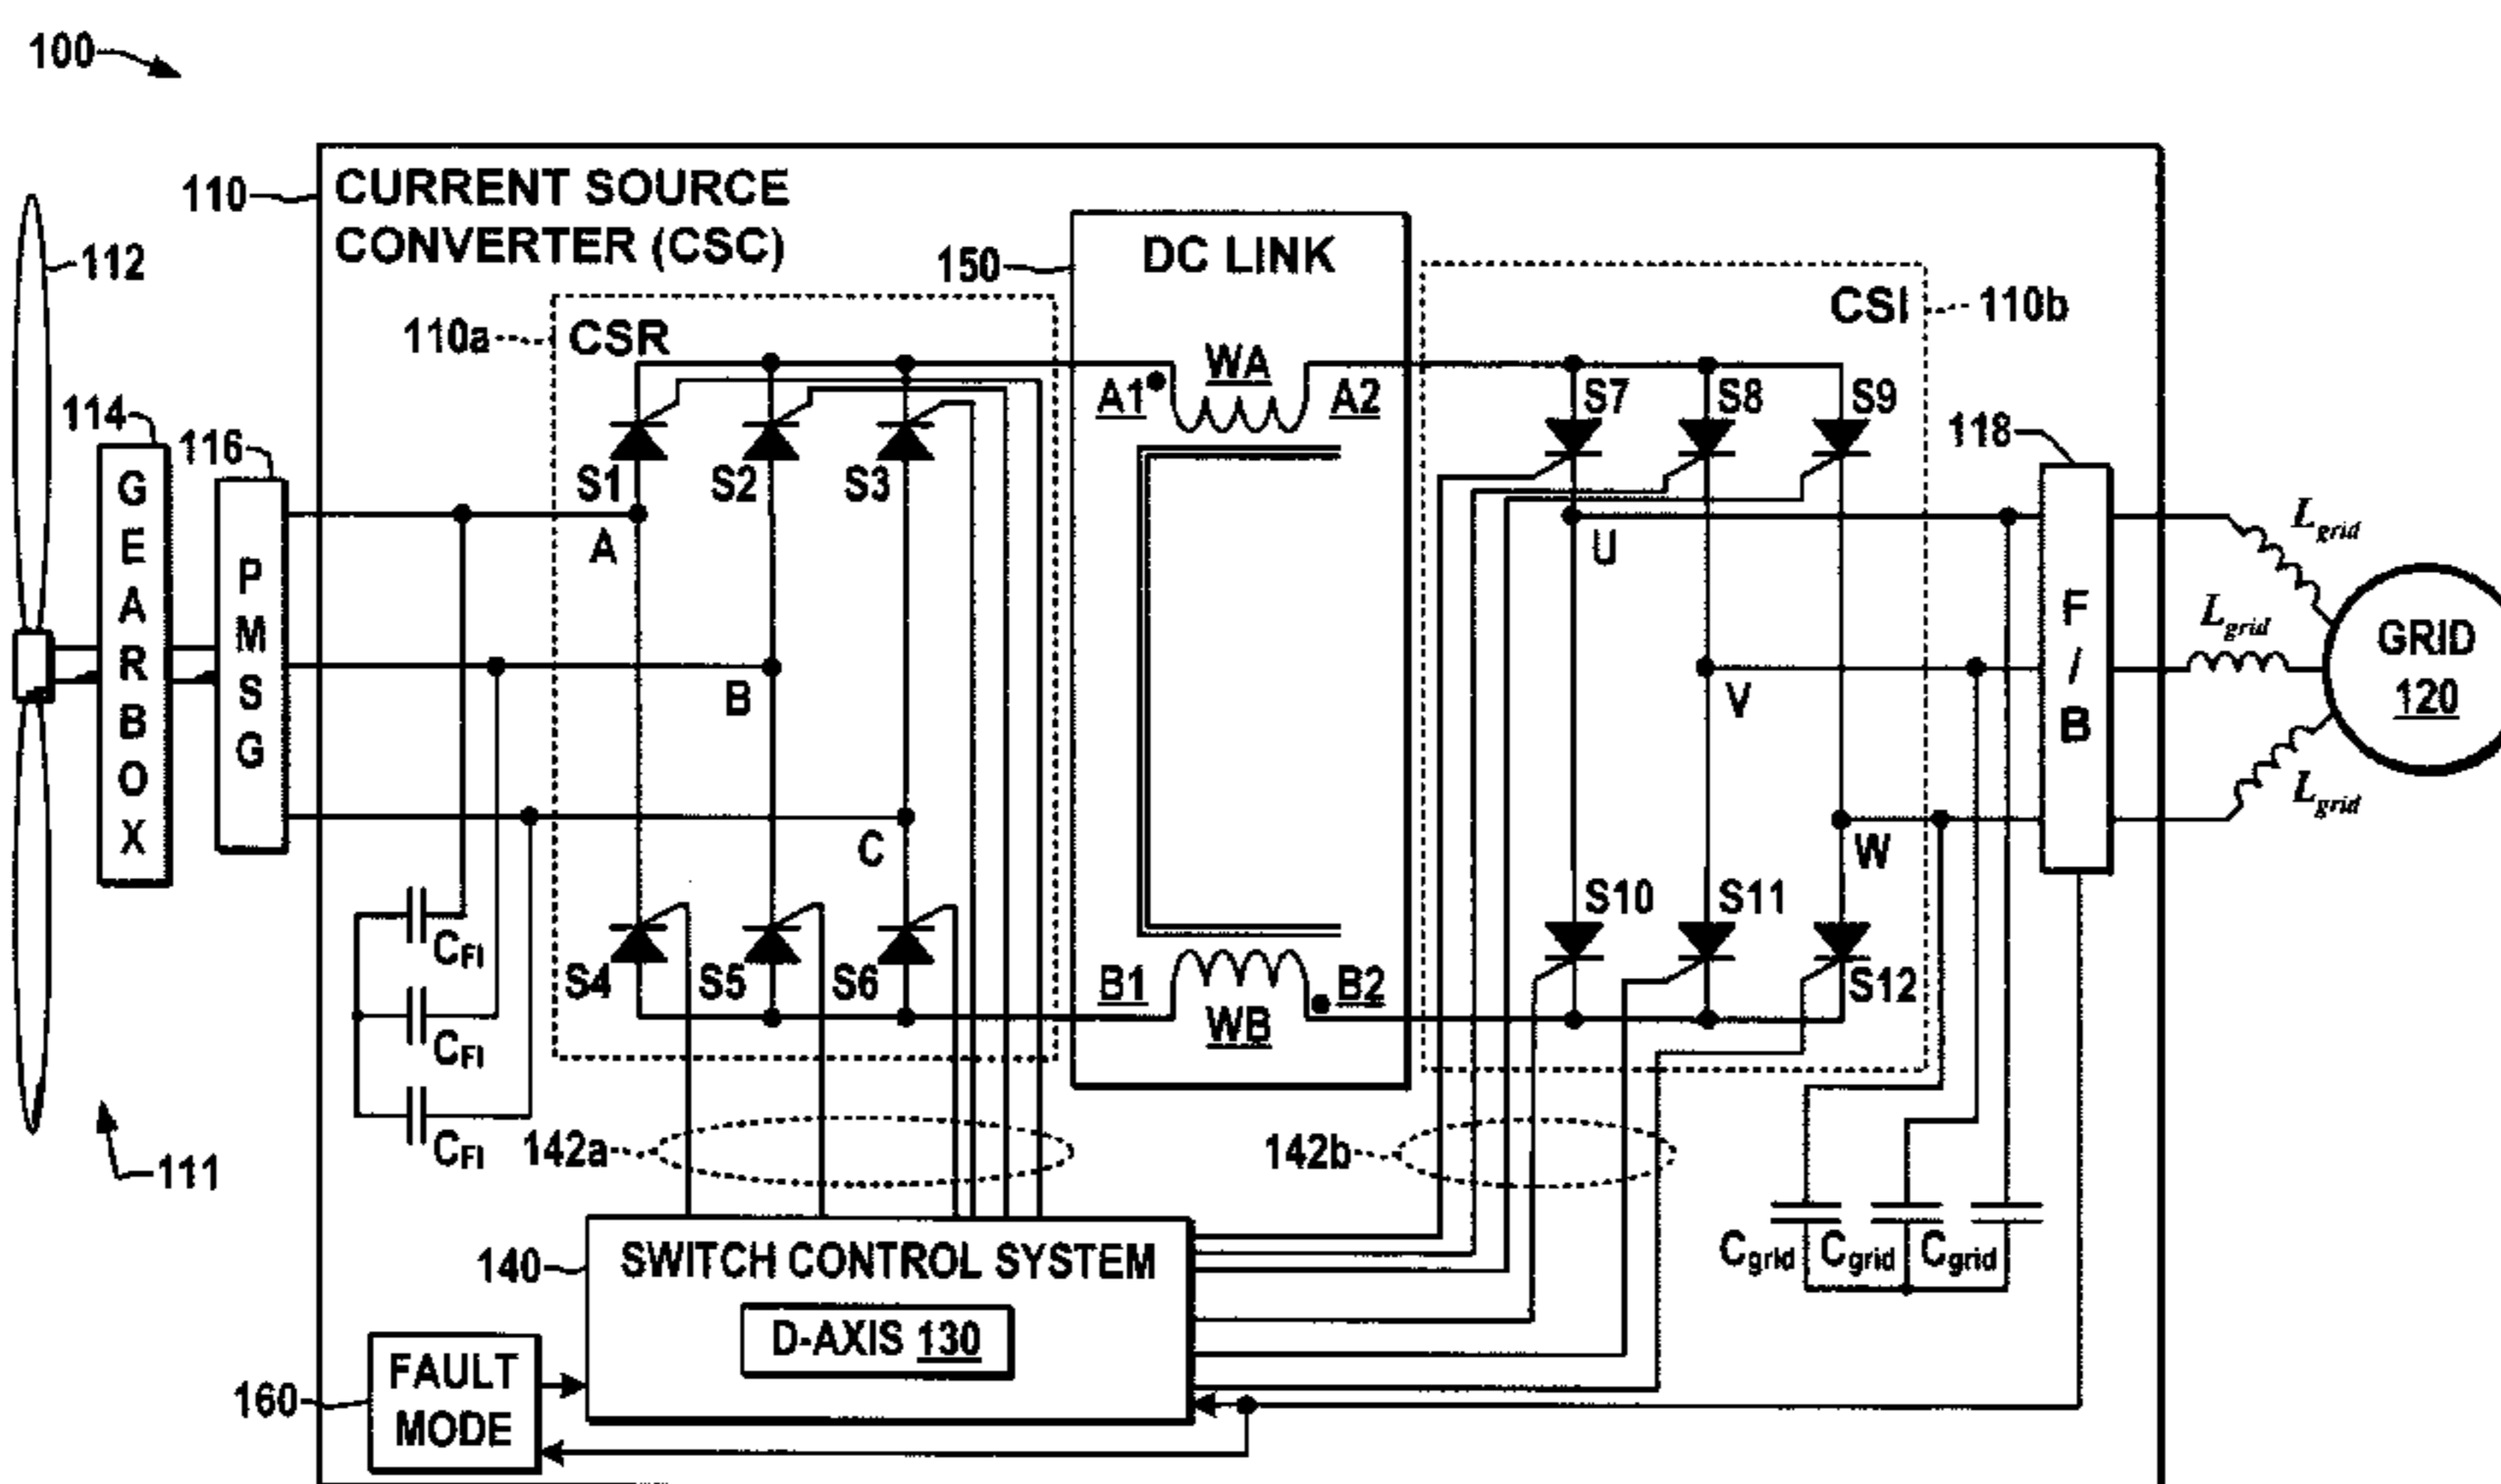 100
110
CURRENT SOURCE
CONVERTER (CSC)
112
150
DC LINK
110a
CSR
CSI
110b
WA
A1
A2
S7
S8
S9
114
116
118
S1
S2
S3
GEARBOX
PMSG
A
B
C
U
V
W
F/B
Lgrid
Lgrid
Lgrid
GRID
120
S10
S11
S12
S4
S5
S6
B1
B2
WB
CFI
CFI
CFI
111
142a
142b
Cgrid
Cgrid
Cgrid
140
SWITCH CONTROL SYSTEM
D-AXIS 130
160
FAULT
MODE